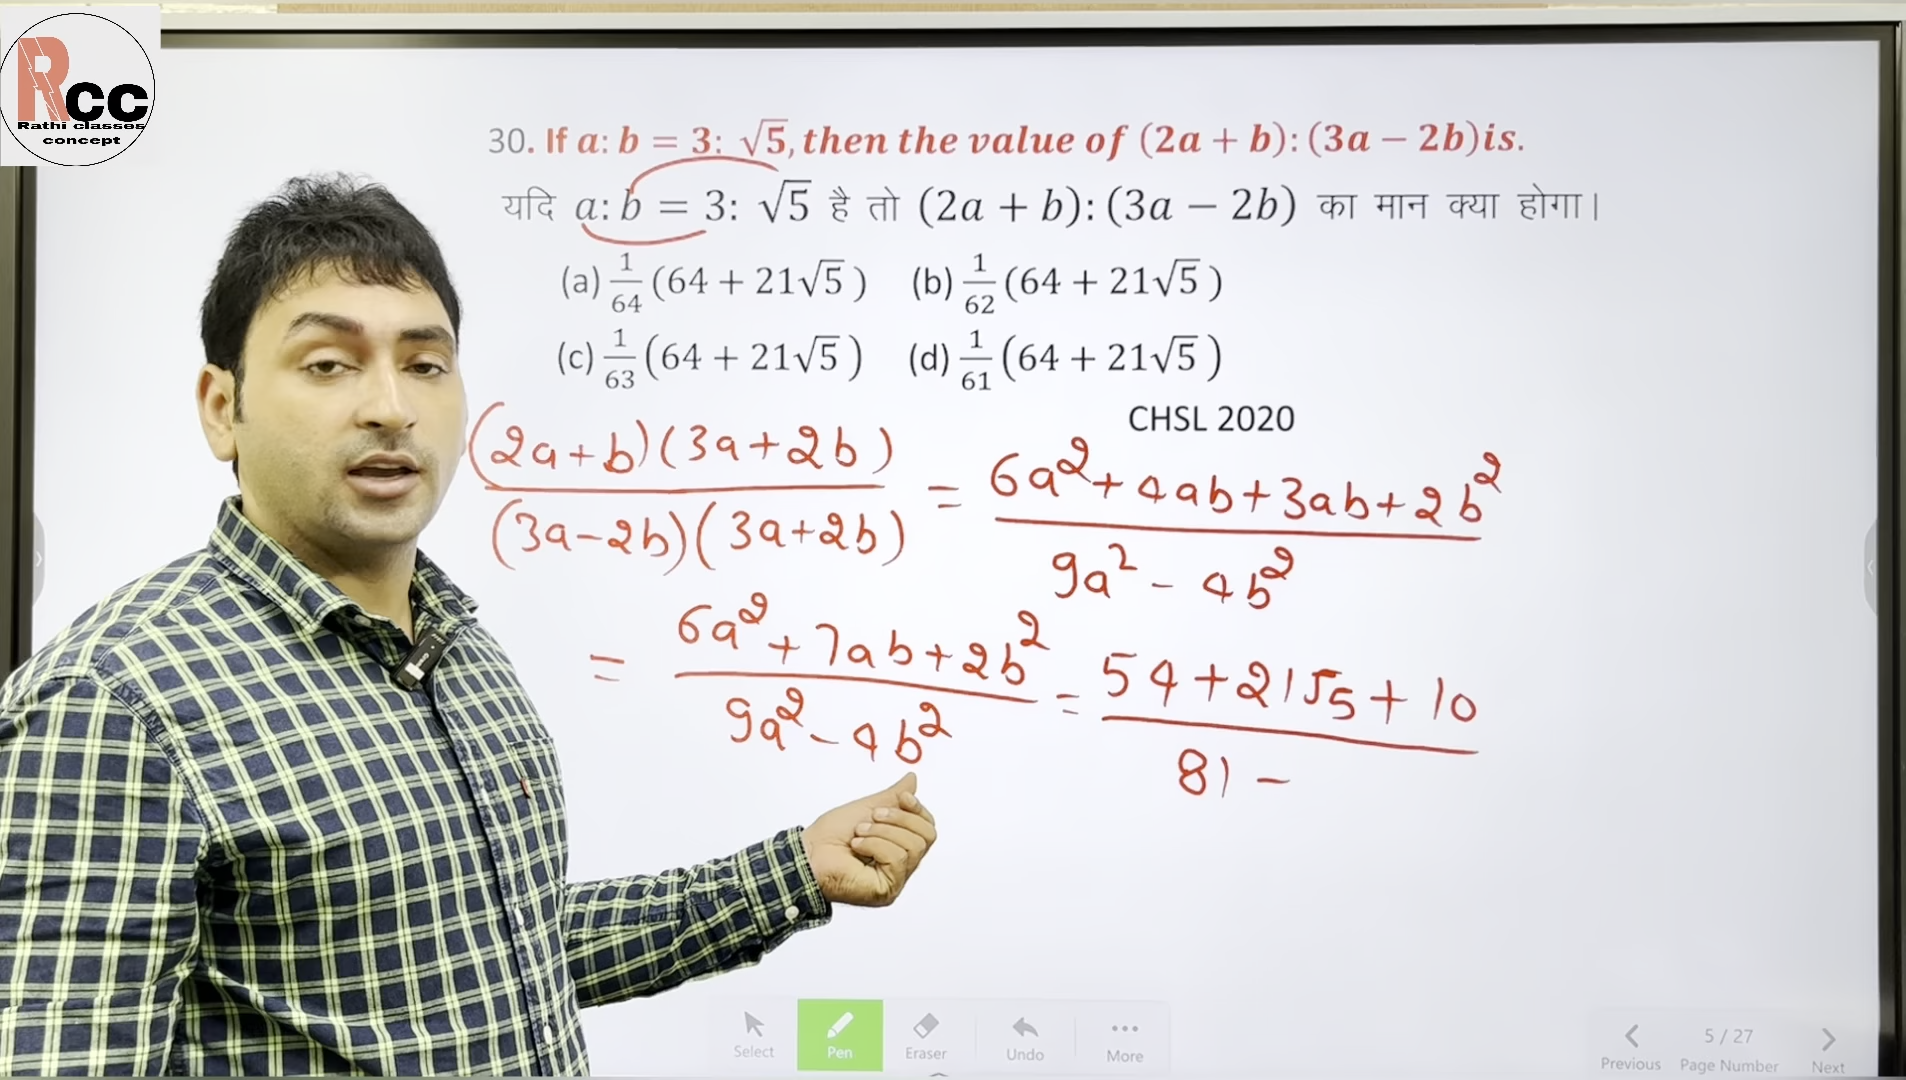 Rcc
Rathi classes
concept
30. If a: b = 3: √5, then the value of (2a + b): (3a − 2b)is.
यदि a: b = 3: √5 है तो (2a + b): (3a − 2b) का मान क्या होगा।
(a) 1/64 (64 + 21√5) (b) 1/62 (64 + 21√5)
(c) 1/63 (64 + 21√5) (d) 1/61 (64 + 21√5)
CHSL 2020
(2a+b)(3a+2b) / (3a−2b)(3a+2b) = 6a²+4ab+3ab+2b² / 9a² − 4b²
= 6a²+7ab+2b² / 9a²−4b² = 54+21√5+10 / 81 −
Select Pen Eraser Undo More
5 / 27
Previous Page Number Next